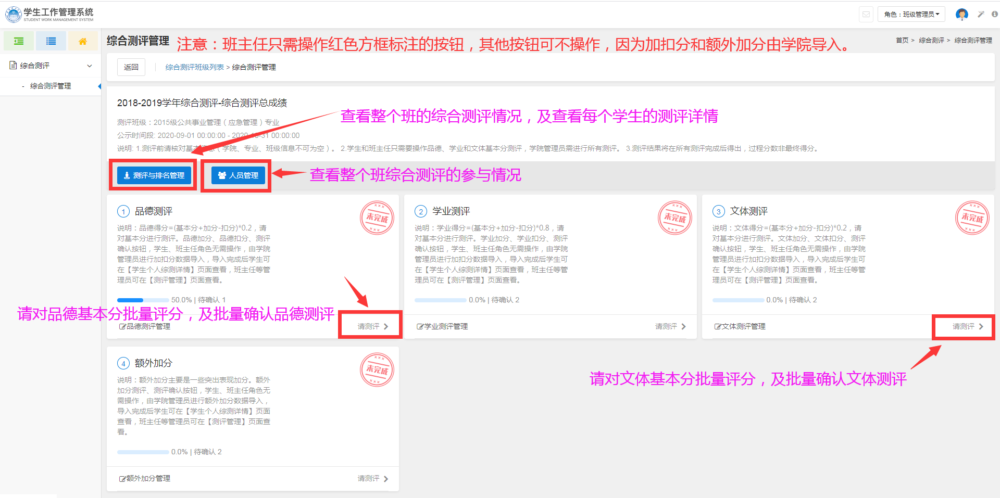 学生工作管理系统
STUDENT WORK MANAGEMENT SYSTEM
角色：班级管理员
综合测评
- 综合测评管理
综合测评管理
注意：班主任只需操作红色方框标注的按钮，其他按钮可不操作，因为加扣分和额外加分由学院导入。
首页 > 综合测评 > 综合测评管理
返回
综合测评班级列表 > 综合测评管理
2018-2019学年综合测评-综合测评总成绩
查看整个班的综合测评情况，及查看每个学生的测评详情
测评班级：2015级公共事业管理（应急管理）专业
公示时间段: 2020-09-01 00:00:00 - 2020-10-31 00:00:00
说明: 1.测评前请核对基本信息（学院、专业、班级信息不可为空）。 2.学生和班主任只需要操作品德、学业和文体基本分测评，学院管理员需进行所有测评。 3.测评结果将在所有测评完成后得出，过程分数非最终得分。
测评与排名管理
人员管理
查看整个班综合测评的参与情况
1 品德测评
未完成
说明：品德得分=(基本分+加分-扣分)*0.2，请
对基本分进行测评。品德加分、品德扣分、测评
确认按钮，学生、班主任角色无需操作，由学院
管理员进行加扣分数据导入，导入完成后学生可
在【学生个人综测详情】页面查看，班主任等管
理员可在【测评管理】页面查看。
50.0% | 待确认 1
请对品德基本分批量评分，及批量确认品德测评
品德测评管理
请测评
2 学业测评
未完成
说明：学业得分=(基本分+加分-扣分)*0.8，请
对基本分进行测评。学业加分、学业扣分、测评
确认按钮，学生、班主任角色无需操作，由学院
管理员进行加扣分数据导入，导入完成后学生可
在【学生个人综测详情】页面查看，班主任等管
理员可在【测评管理】页面查看。
0.0% | 待确认 2
学业测评管理
请测评
3 文体测评
未完成
说明：文体得分=(基本分+加分-扣分)*0.2，请
对基本分进行测评。文体加分、文体扣分、测评
确认按钮，学生、班主任角色无需操作，由学院
管理员进行加扣分数据导入，导入完成后学生可
在【学生个人综测详情】页面查看，班主任等管
理员可在【测评管理】页面查看。
0.0% | 待确认 2
文体测评管理
请测评
请对文体基本分批量评分，及批量确认文体测评
4 额外加分
未完成
说明：额外加分主要是一些突出表现加分。额外
加分测评、测评确认按钮，学生、班主任角色无
需操作，由学院管理员进行额外加分数据导入，
导入完成后学生可在【学生个人综测详情】页面
查看，班主任等管理员可在【测评管理】页面查
看。
0.0% | 待确认 2
额外加分管理
请测评